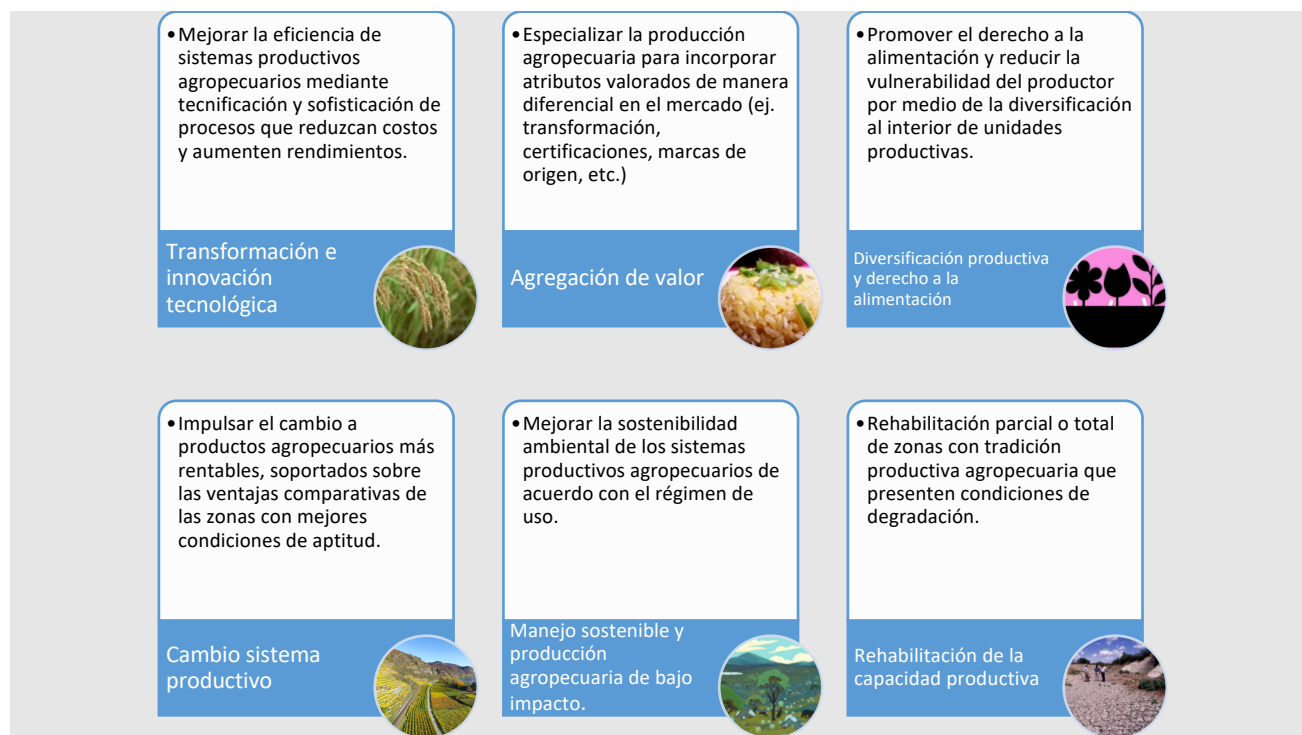 •Mejorar la eficiencia de
sistemas productivos
agropecuarios mediante
tecnificación y sofisticación de
procesos que reduzcan costos
y aumenten rendimientos.
Transformación e
innovación
tecnológica
•Especializar la producción
agropecuaria para incorporar
atributos valorados de manera
diferencial en el mercado (ej.
transformación,
certificaciones, marcas de
origen, etc.)
Agregación de valor
•Promover el derecho a la
alimentación y reducir la
vulnerabilidad del productor
por medio de la diversificación
al interior de unidades
productivas.
Diversificación productiva
y derecho a la
alimentación
•Impulsar el cambio a
productos agropecuarios más
rentables, soportados sobre
las ventajas comparativas de
las zonas con mejores
condiciones de aptitud.
Cambio sistema
productivo
•Mejorar la sostenibilidad
ambiental de los sistemas
productivos agropecuarios de
acuerdo con el régimen de
uso.
Manejo sostenible y
producción
agropecuaria de bajo
impacto.
•Rehabilitación parcial o total
de zonas con tradición
productiva agropecuaria que
presenten condiciones de
degradación.
Rehabilitación de la
capacidad productiva